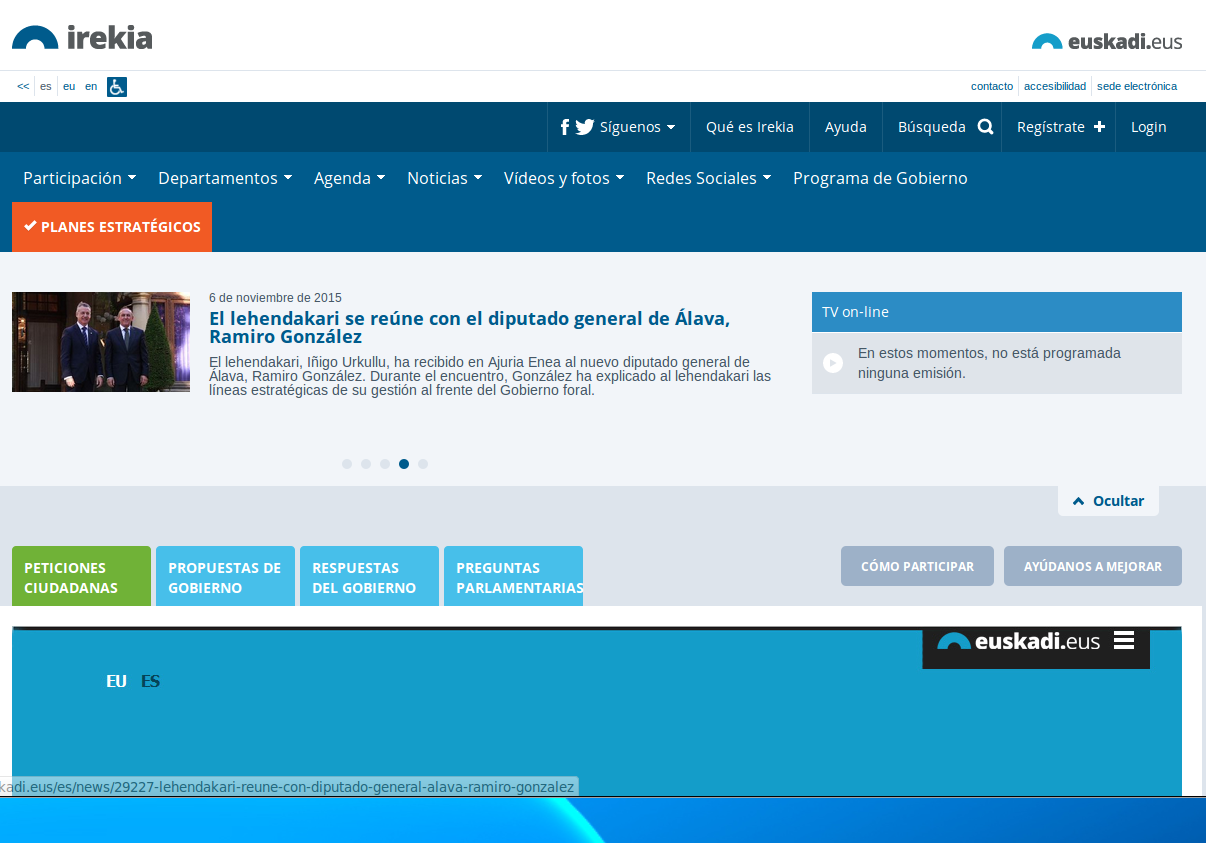 irekia
euskadi.eus
<< es eu en
contacto accesibilidad sede electrónica
Síguenos Qué es Irekia Ayuda Búsqueda Regístrate Login
Participación Departamentos Agenda Noticias Vídeos y fotos Redes Sociales Programa de Gobierno
PLANES ESTRATÉGICOS
6 de noviembre de 2015
El lehendakari se reúne con el diputado general de Álava,
Ramiro González
El lehendakari, Iñigo Urkullu, ha recibido en Ajuria Enea al nuevo diputado general de
Álava, Ramiro González. Durante el encuentro, González ha explicado al lehendakari las
líneas estratégicas de su gestión al frente del Gobierno foral.
TV on-line
En estos momentos, no está programada
ninguna emisión.
Ocultar
PETICIONES
CIUDADANAS
PROPUESTAS DE
GOBIERNO
RESPUESTAS
DEL GOBIERNO
PREGUNTAS
PARLAMENTARIAS
CÓMO PARTICIPAR
AYÚDANOS A MEJORAR
euskadi.eus
EU ES
kadi.eus/es/news/29227-lehendakari-reune-con-diputado-general-alava-ramiro-gonzalez